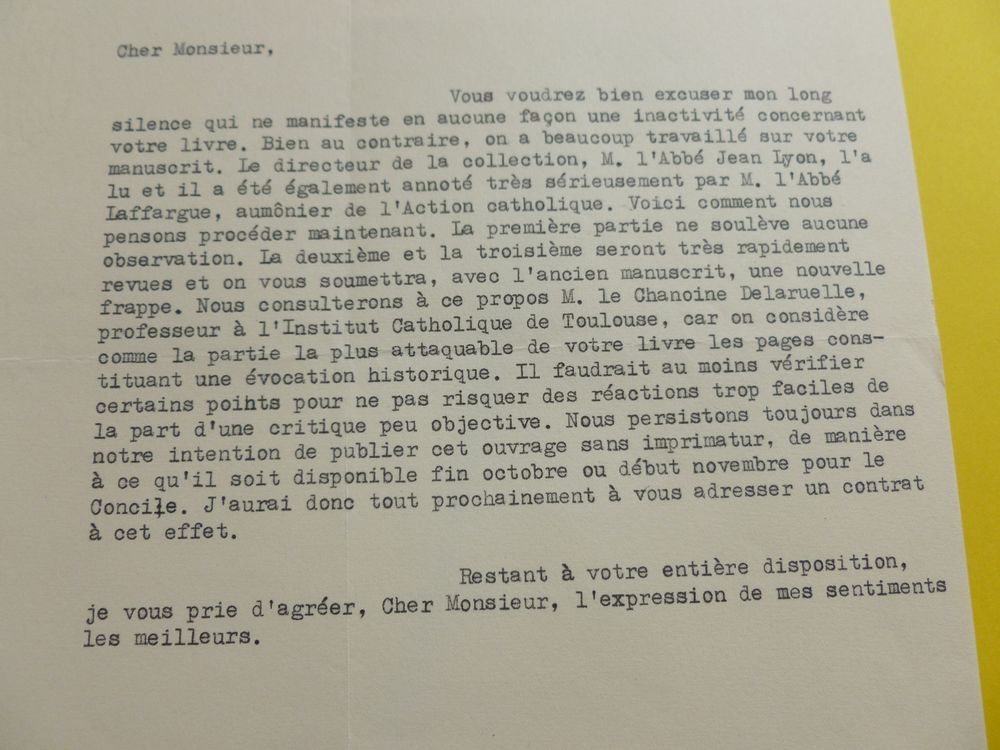 Cher Monsieur,
Vous voudrez bien excuser mon long
silence qui ne manifeste en aucune façon une inactivité concernant
votre livre. Bien au contraire, on a beaucoup travaillé sur votre
manuscrit. Le directeur de la collection, M. l'Abbé Jean Lyon, l'a
lu et il a été également annoté très sérieusement par M. l'Abbé
Laffargue, aumônier de l'Action catholique. Voici comment nous
pensons procéder maintenant. La première partie ne soulève aucune
observation. La deuxième et la troisième seront très rapidement
revues et on vous soumettra, avec l'ancien manuscrit, une nouvelle
frappe. Nous consulterons à ce propos M. le Chanoine Delaruelle,
professeur à l'Institut Catholique de Toulouse, car on considère
comme la partie la plus attaquable de votre livre les pages cons-
tituant une évocation historique. Il faudrait au moins vérifier
certains poihts pour ne pas risquer des réactions trop faciles de
la part d'une critique peu objective. Nous persistons toujours dans
notre intention de publier cet ouvrage sans imprimatur, de manière
à ce qu'il soit disponible fin octobre ou début novembre pour le
Concile. J'aurai donc tout prochainement à vous adresser un contrat
à cet effet.
Restant à votre entière disposition,
je vous prie d'agréer, Cher Monsieur, l'expression de mes sentiments
les meilleurs.